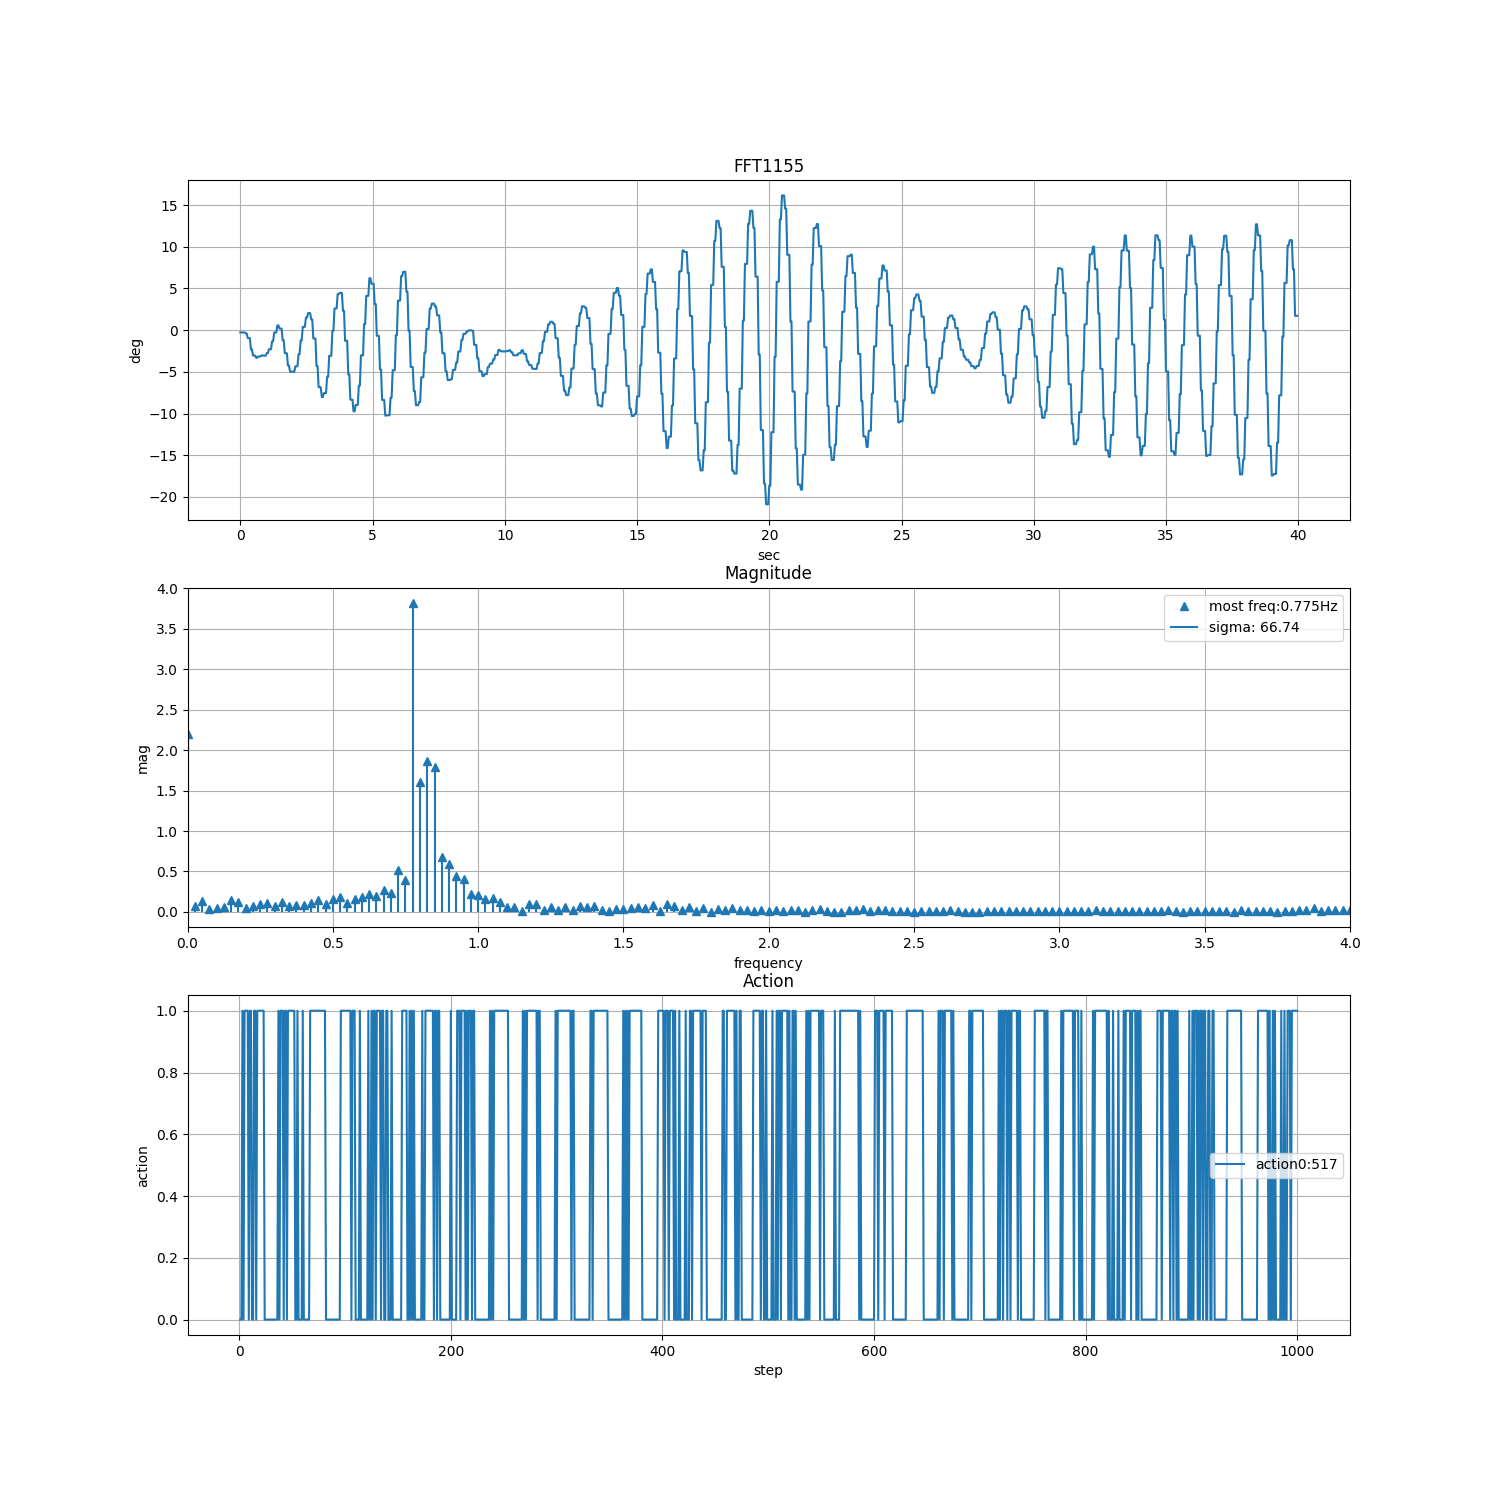 FFT1155
15
10
5
0
−5
−10
−15
−20
deg
0 5 10 15 20 25 30 35 40
sec
Magnitude
4.0
3.5
3.0
2.5
2.0
1.5
1.0
0.5
0.0
mag
most freq:0.775Hz
sigma: 66.74
0.0 0.5 1.0 1.5 2.0 2.5 3.0 3.5 4.0
frequency
Action
1.0
0.8
0.6
0.4
0.2
0.0
action
action0:517
0 200 400 600 800 1000
step